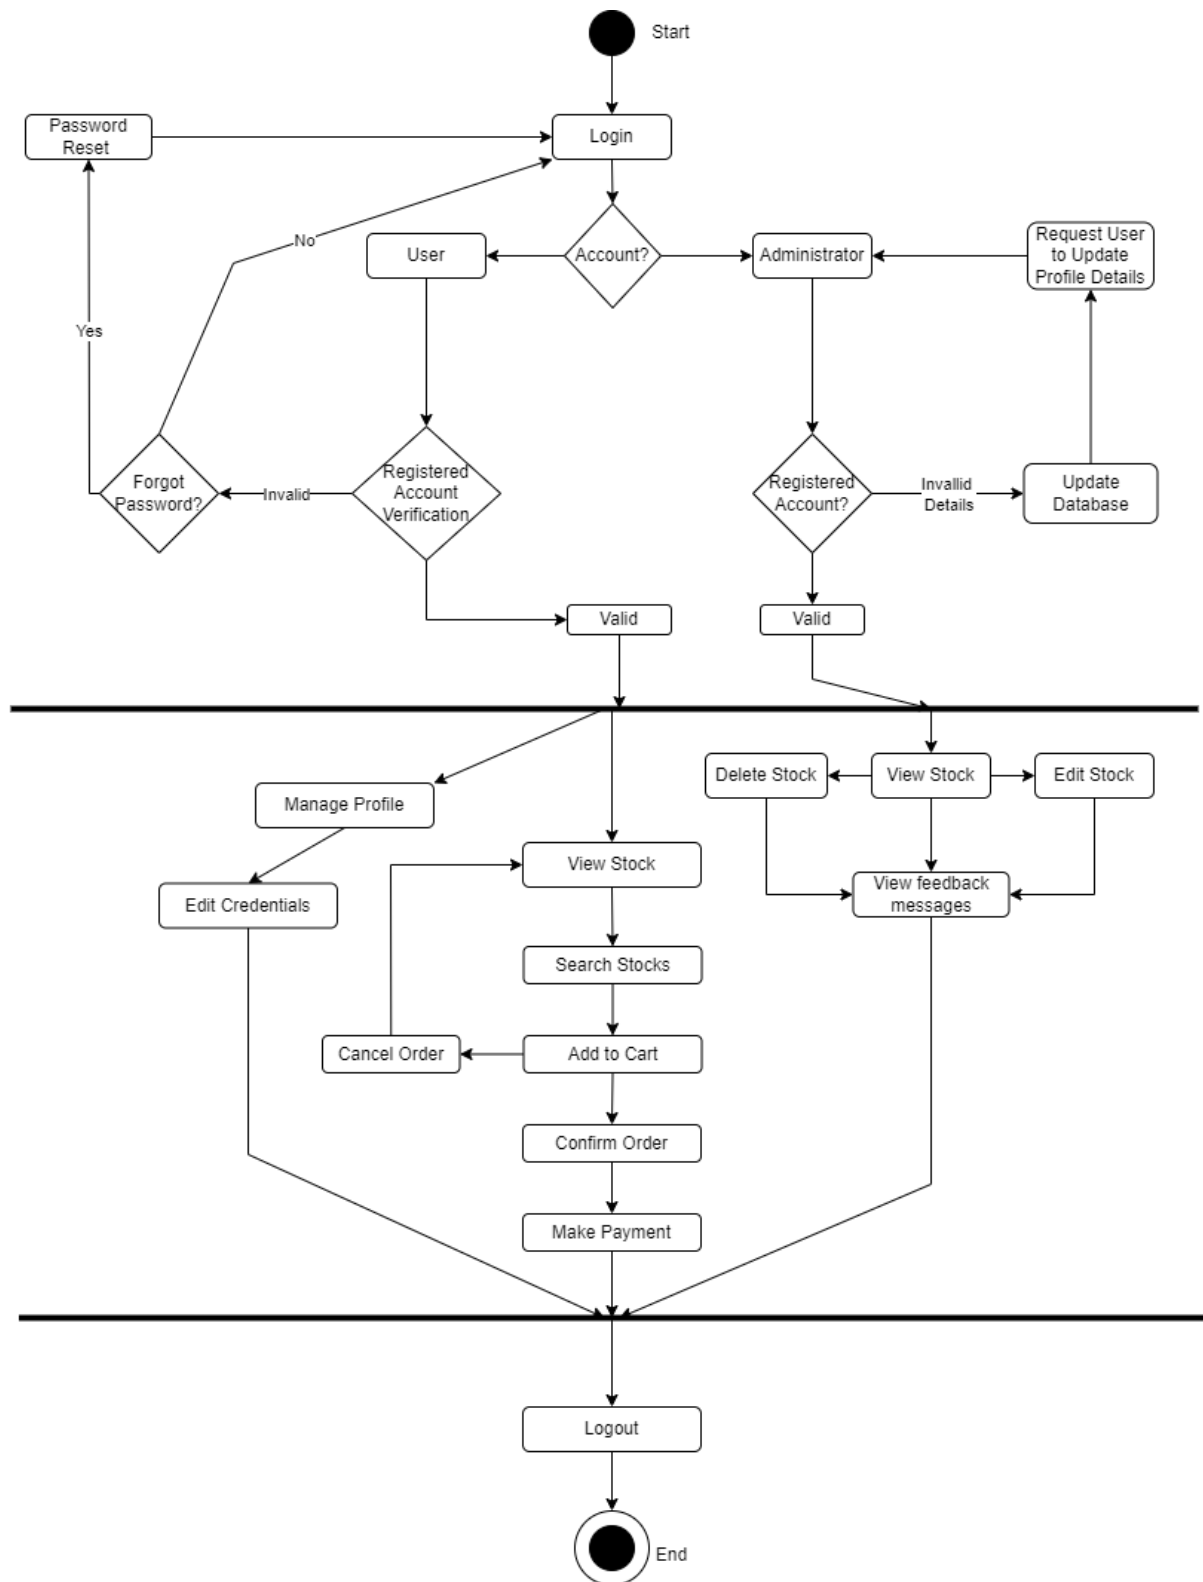 Start
Password
Reset
Login
No
User
Account?
Administrator
Request User
to Update
Profile Details
Yes
Forgot
Password?
Invalid
Registered
Account
Verification
Registered
Account?
Invallid
Details
Update
Database
Valid
Valid
Delete Stock
View Stock
Edit Stock
Manage Profile
View Stock
View feedback
messages
Edit Credentials
Search Stocks
Cancel Order
Add to Cart
Confirm Order
Make Payment
Logout
End